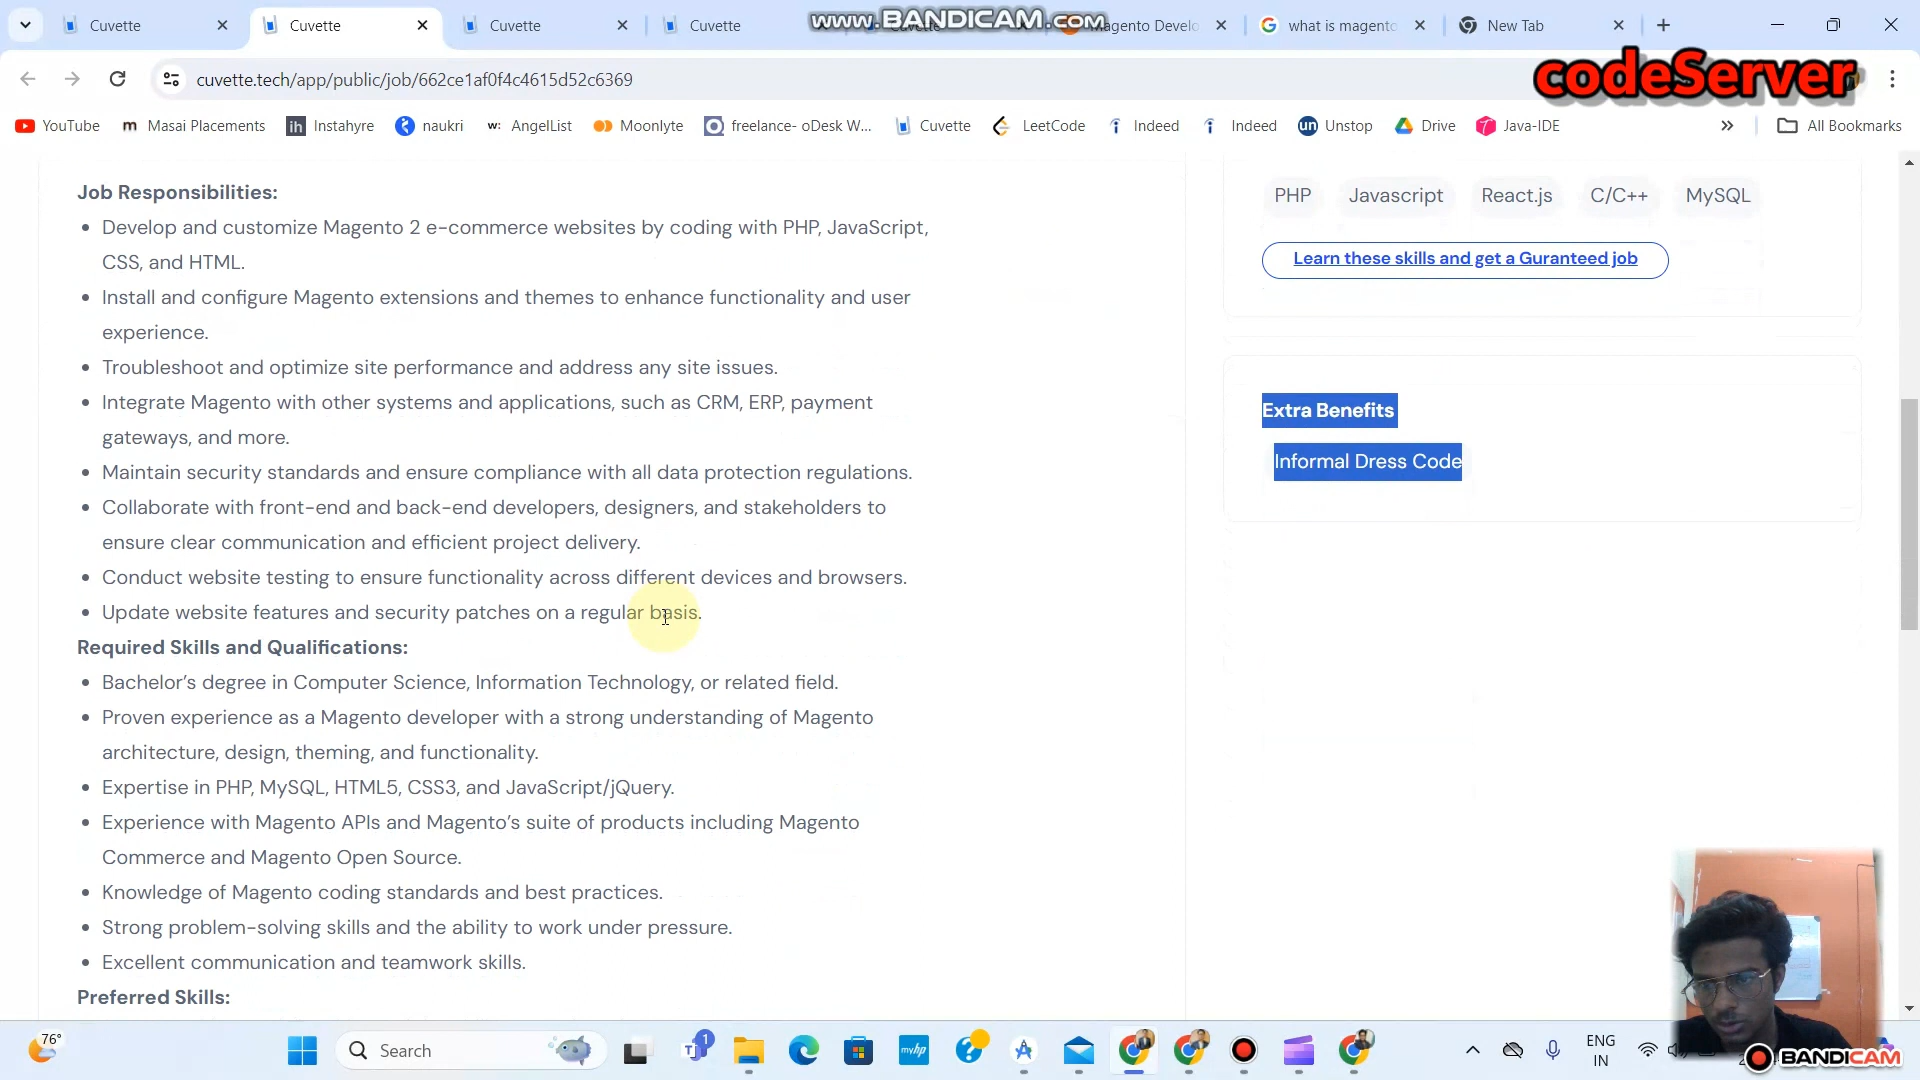 Cuvette
Cuvette
Cuvette
Cuvette
www.BANDICAM.com
Magento Develo
what is magento
New Tab
cuvette.tech/app/public/job/662ce1af0f4c4615d52c6369
codeServer
YouTube
Masai Placements
Instahyre
naukri
AngelList
Moonlyte
freelance- oDesk W...
Cuvette
LeetCode
Indeed
Indeed
Unstop
Drive
Java-IDE
All Bookmarks
Job Responsibilities:
Develop and customize Magento 2 e-commerce websites by coding with PHP, JavaScript,
CSS, and HTML.
Install and configure Magento extensions and themes to enhance functionality and user
experience.
Troubleshoot and optimize site performance and address any site issues.
Integrate Magento with other systems and applications, such as CRM, ERP, payment
gateways, and more.
Maintain security standards and ensure compliance with all data protection regulations.
Collaborate with front-end and back-end developers, designers, and stakeholders to
ensure clear communication and efficient project delivery.
Conduct website testing to ensure functionality across different devices and browsers.
Update website features and security patches on a regular basis.
Required Skills and Qualifications:
Bachelor's degree in Computer Science, Information Technology, or related field.
Proven experience as a Magento developer with a strong understanding of Magento
architecture, design, theming, and functionality.
Expertise in PHP, MySQL, HTML5, CSS3, and JavaScript/jQuery.
Experience with Magento APIs and Magento's suite of products including Magento
Commerce and Magento Open Source.
Knowledge of Magento coding standards and best practices.
Strong problem-solving skills and the ability to work under pressure.
Excellent communication and teamwork skills.
Preferred Skills:
PHP Javascript React.js C/C++ MySQL
Learn these skills and get a Guranteed job
Extra Benefits
Informal Dress Code
76°
Search
1
myhp
ENG
IN
BANDICAM